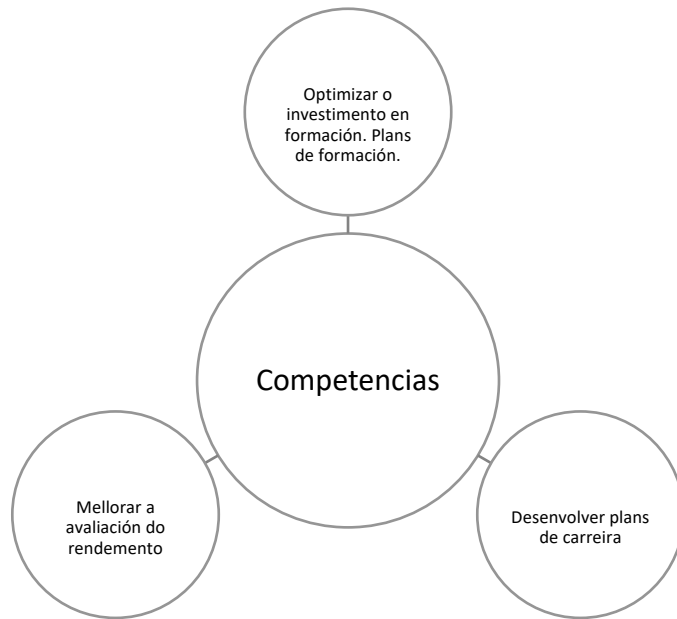 Optimizar o
investimento en
formación. Plans
de formación.
Competencias
Mellorar a
avaliación do
rendemento
Desenvolver plans
de carreira